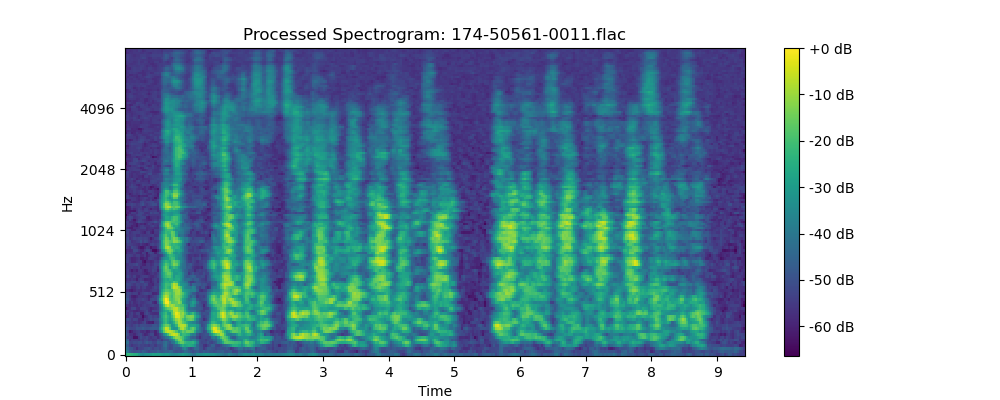 Processed Spectrogram: 174-50561-0011.flac
Hz
4096
2048
1024
512
0
0 1 2 3 4 5 6 7 8 9
Time
+0 dB
-10 dB
-20 dB
-30 dB
-40 dB
-50 dB
-60 dB